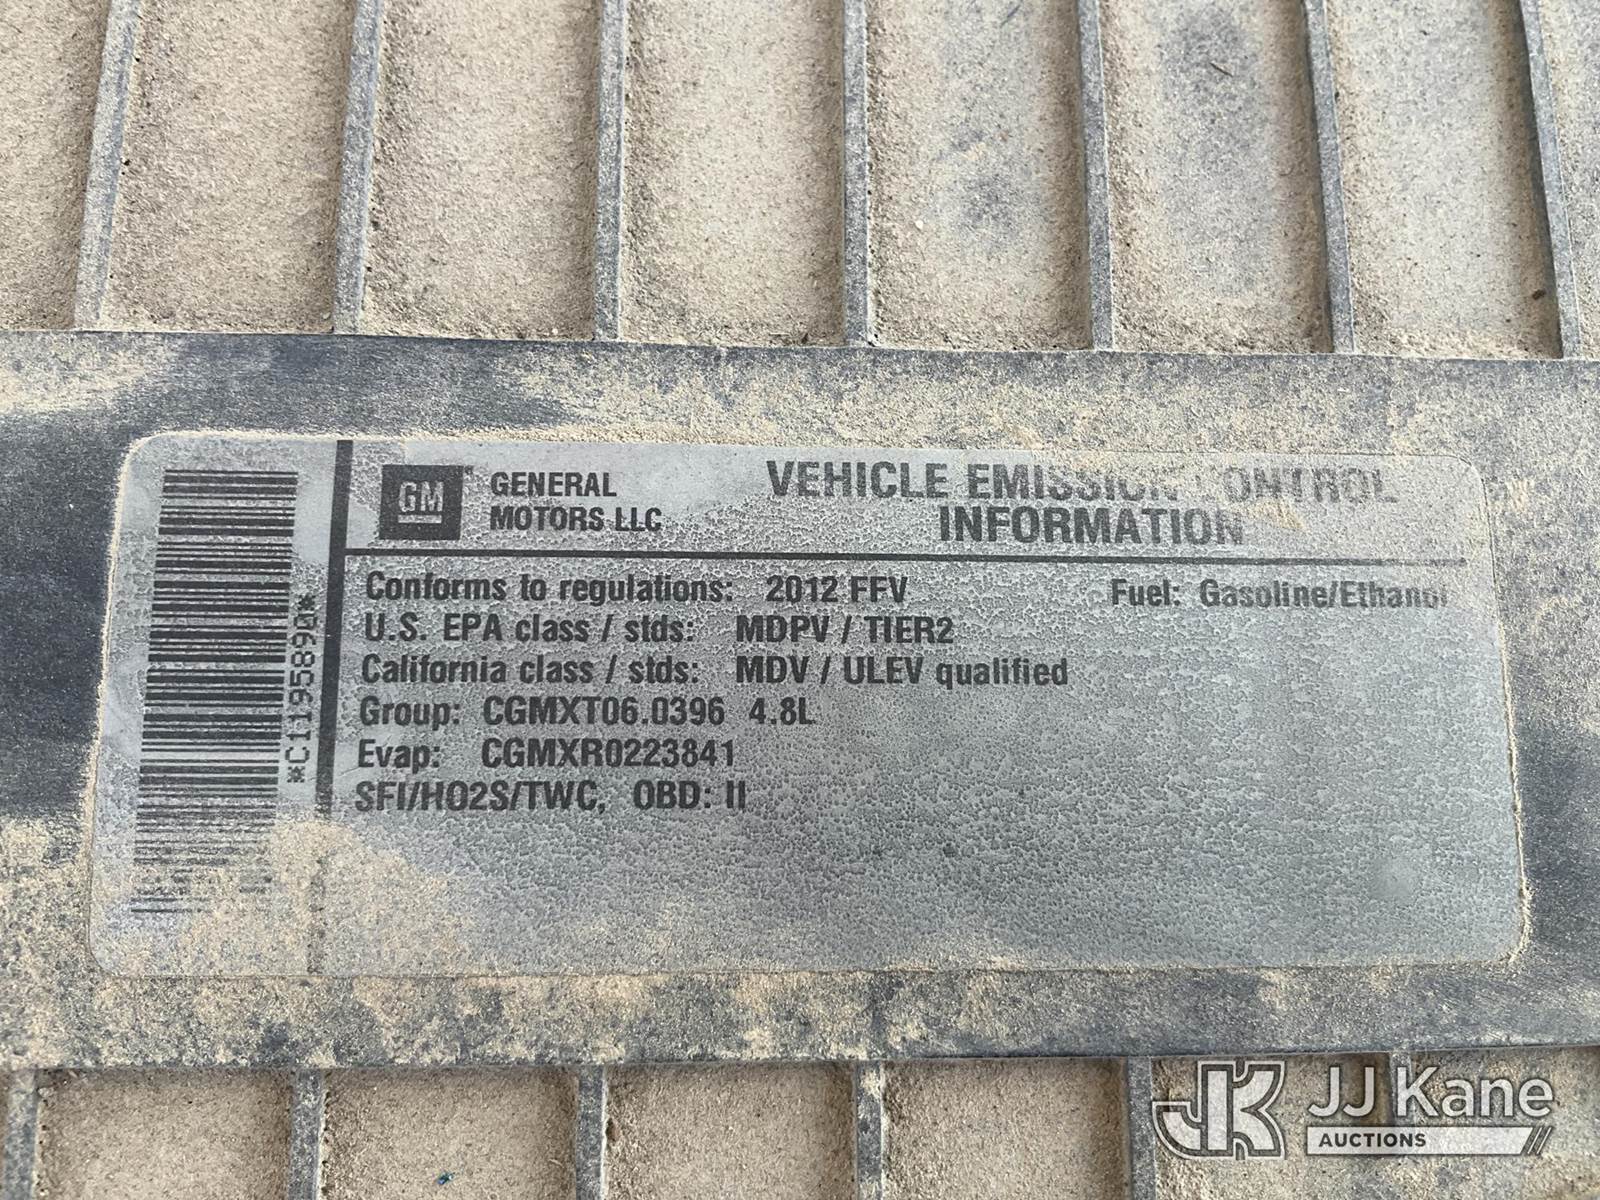 *C1195890*
GM
GENERAL
MOTORS LLC
VEHICLE EMISSION CONTROL
INFORMATION
Conforms to regulations: 2012 FFV Fuel: Gasoline/Ethanol
U.S. EPA class / stds: MDPV / TIER2
California class / stds: MDV / ULEV qualified
Group: CGMXT06.0396 4.8L
Evap: CGMXR0223841
SFI/HO2S/TWC, OBD: II
JK JJ Kane
AUCTIONS